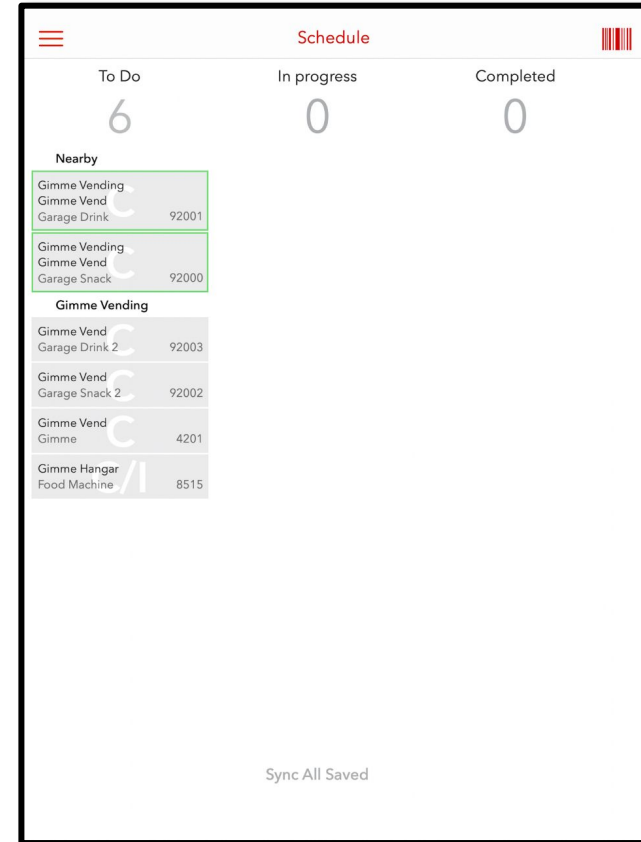 Schedule
To Do
In progress
Completed
6
0
0
Nearby
Gimme Vending
Gimme Vend
Garage Drink 92001
C
Gimme Vending
Gimme Vend
Garage Snack 92000
C
Gimme Vending
Gimme Vend
Garage Drink 2 92003
C
Gimme Vend
Garage Snack 2 92002
C
Gimme Vend
Gimme 4201
C
Gimme Hangar
Food Machine 8515
C/I
Sync All Saved